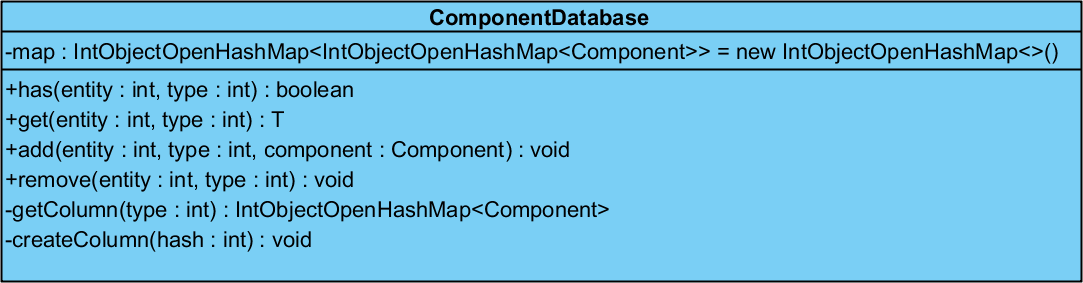 ComponentDatabase
-map : IntObjectOpenHashMap<IntObjectOpenHashMap<Component>> = new IntObjectOpenHashMap<>()
+has(entity : int, type : int) : boolean
+get(entity : int, type : int) : T
+add(entity : int, type : int, component : Component) : void
+remove(entity : int, type : int) : void
-getColumn(type : int) : IntObjectOpenHashMap<Component>
-createColumn(hash : int) : void